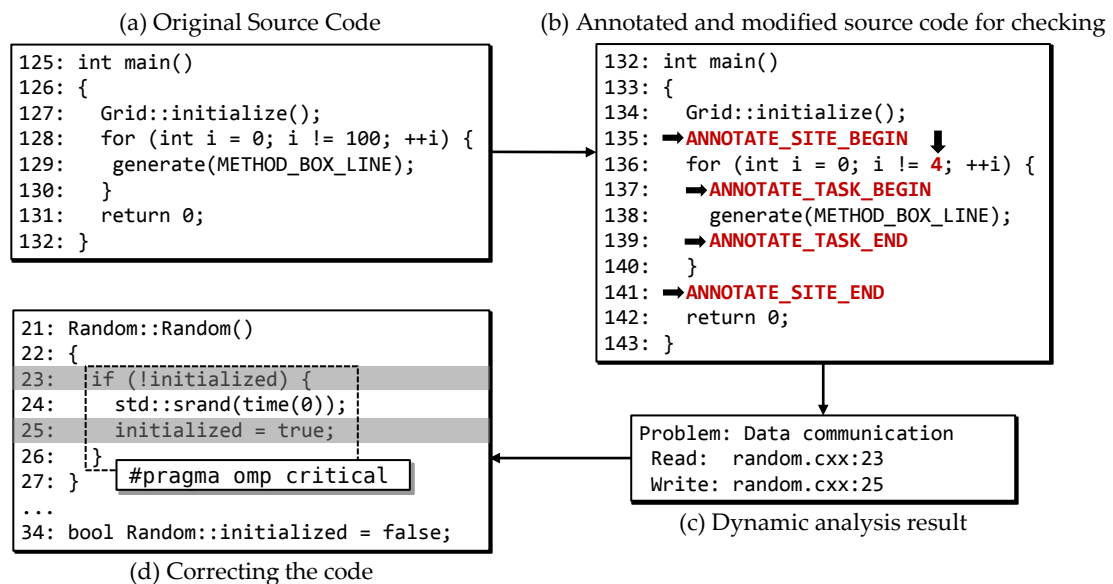 (a) Original Source Code
125: int main()
126: {
127:   Grid::initialize();
128:   for (int i = 0; i != 100; ++i) {
129:    generate(METHOD_BOX_LINE);
130:   }
131:   return 0;
132: }
(b) Annotated and modified source code for checking
132: int main()
133: {
134:   Grid::initialize();
135: ANNOTATE_SITE_BEGIN
136:   for (int i = 0; i != 4; ++i) {
137:   ANNOTATE_TASK_BEGIN
138:     generate(METHOD_BOX_LINE);
139:   ANNOTATE_TASK_END
140:   }
141: ANNOTATE_SITE_END
142:   return 0;
143: }
Problem: Data communication
Read:  random.cxx:23
Write: random.cxx:25
(c) Dynamic analysis result
21: Random::Random()
22: {
23:   if (!initialized) {
24:     std::srand(time(0));
25:     initialized = true;
26:   }
#pragma omp critical
27: }
...
34: bool Random::initialized = false;
(d) Correcting the code